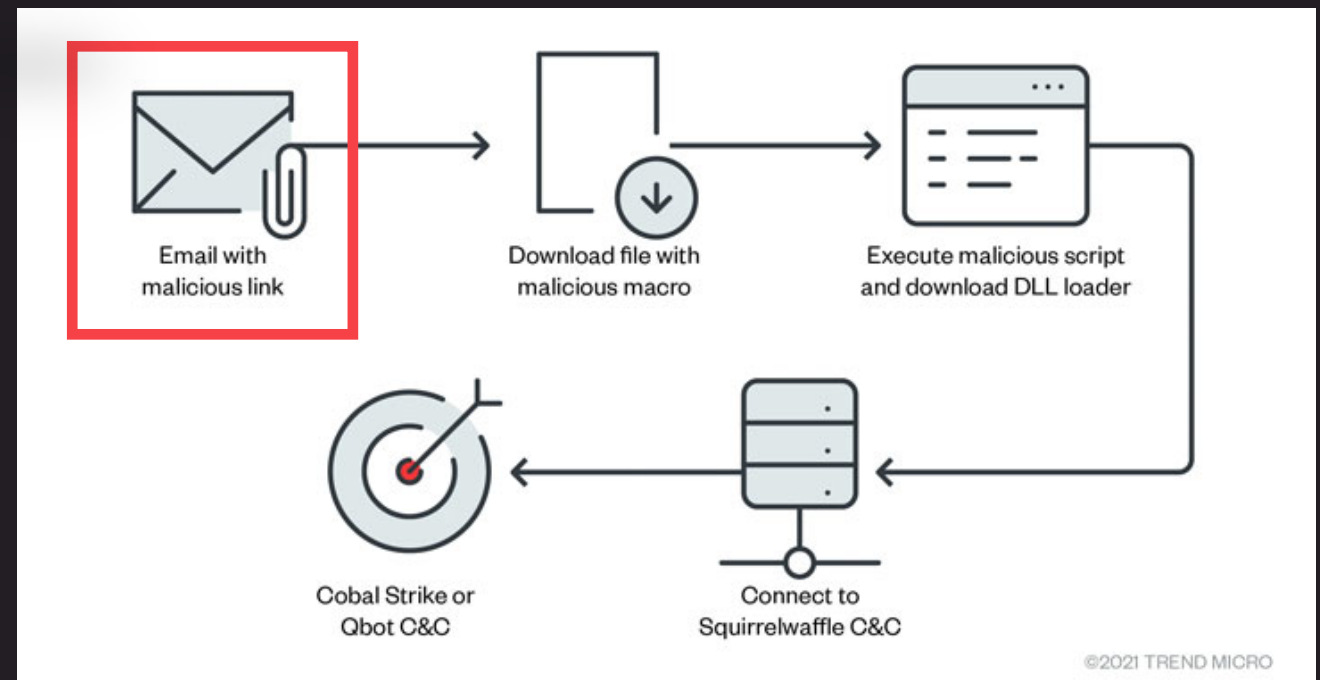 Email with
malicious link
Download file with
malicious macro
Execute malicious script
and download DLL loader
Cobal Strike or
Qbot C&C
Connect to
Squirrelwaffle C&C
©2021 TREND MICRO